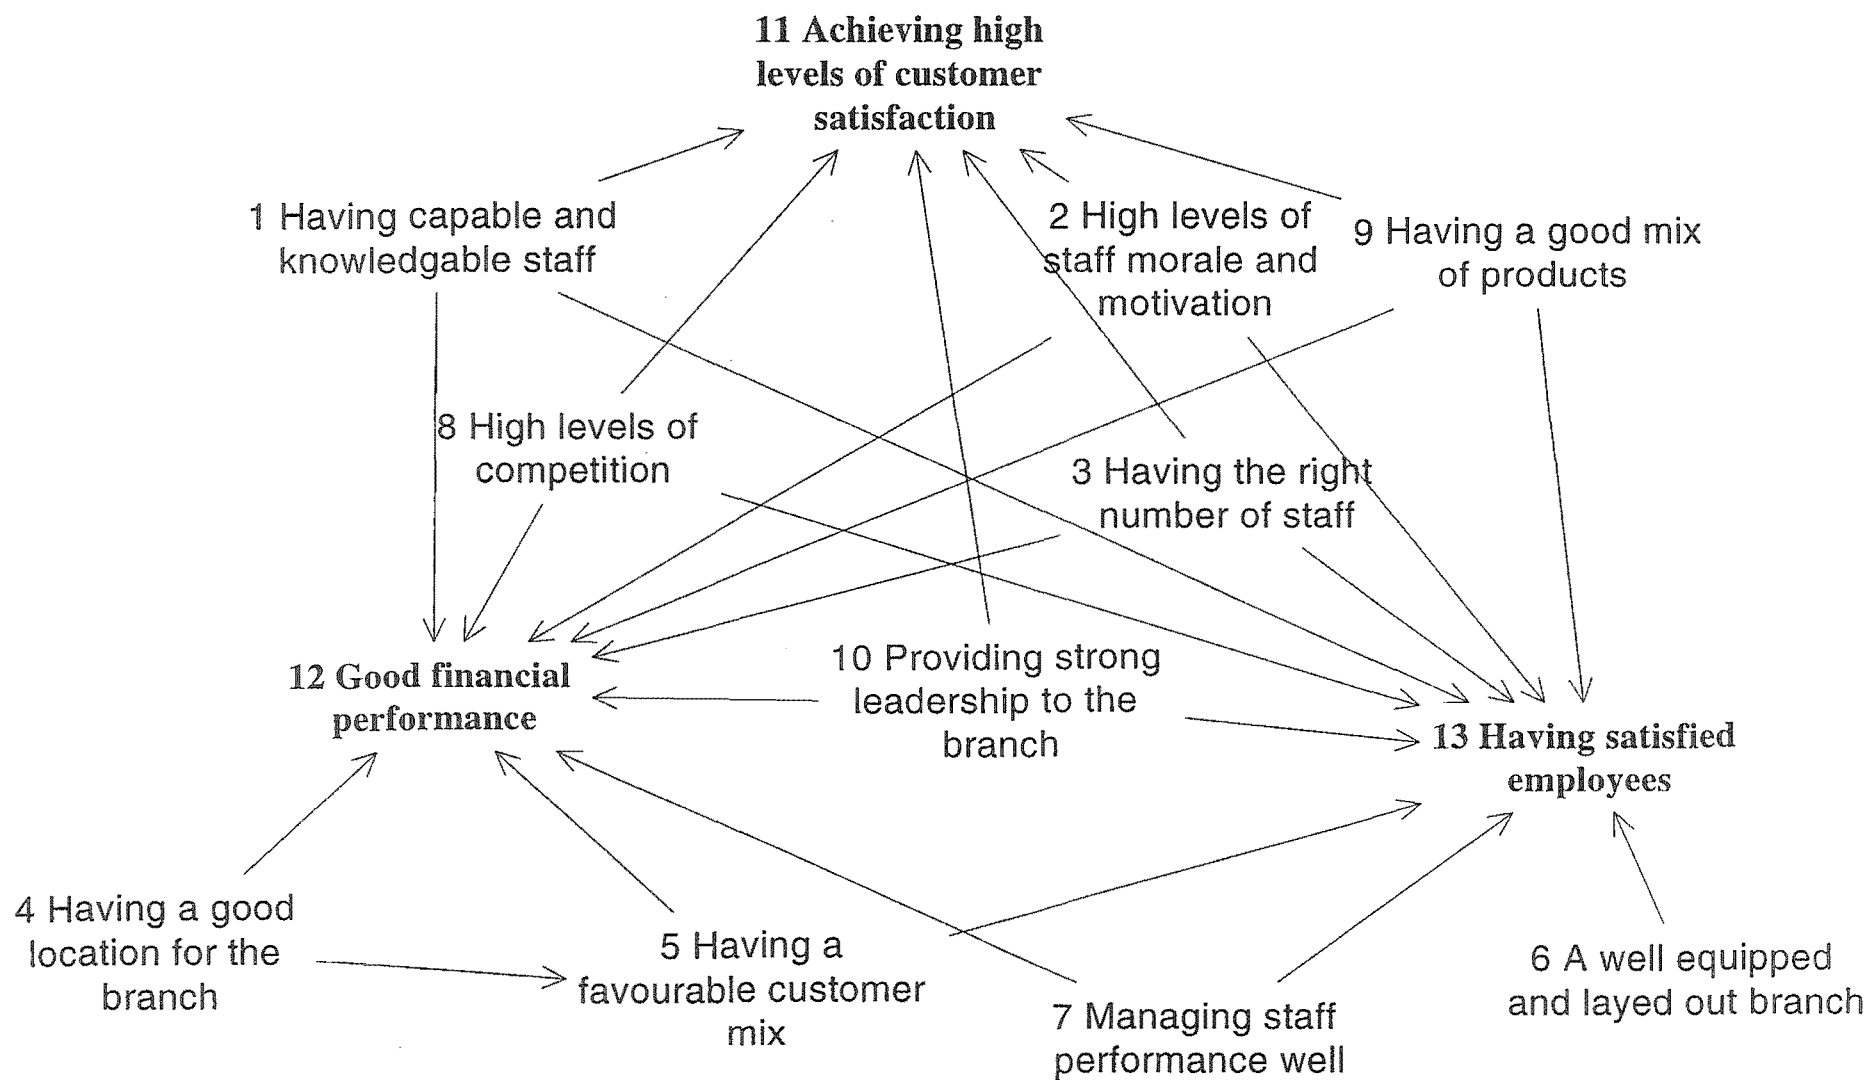 11 Achieving high
levels of customer
satisfaction
1 Having capable and
knowledgable staff
2 High levels of
staff morale and
motivation
9 Having a good mix
of products
8 High levels of
competition
3 Having the right
number of staff
12 Good financial
performance
10 Providing strong
leadership to the
branch
13 Having satisfied
employees
4 Having a good
location for the
branch
5 Having a
favourable customer
mix
7 Managing staff
performance well
6 A well equipped
and layed out branch